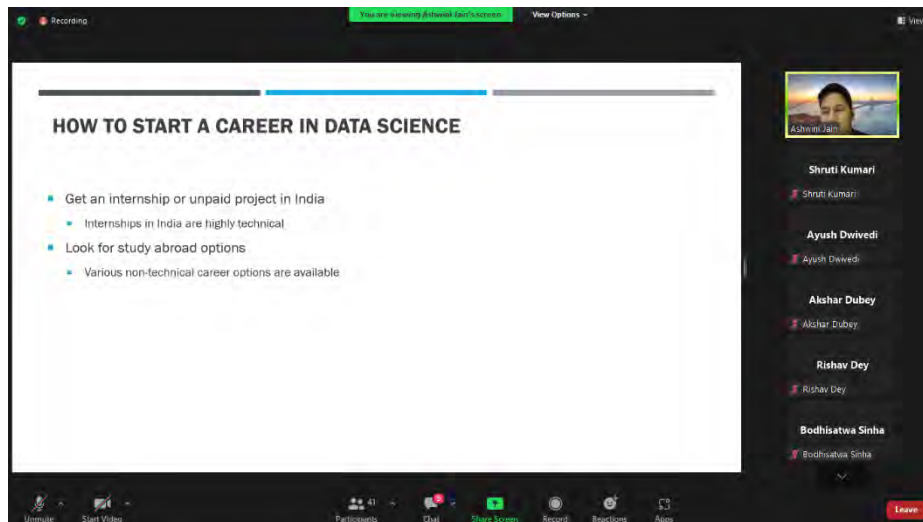 Recording
You are viewing Ashwini Jain's screen
View Options
View
HOW TO START A CAREER IN DATA SCIENCE
Get an internship or unpaid project in India
Internships in India are highly technical
Look for study abroad options
Various non-technical career options are available
Ashwini Jain
Shruti Kumari
Shruti Kumari
Ayush Dwivedi
Ayush Dwivedi
Akshar Dubey
Akshar Dubey
Rishav Dey
Rishav Dey
Bodhisatwa Sinha
Bodhisatwa Sinha
Unmute
Start Video
41
Participants
Chat
Share Screen
Record
Reactions
Apps
Leave